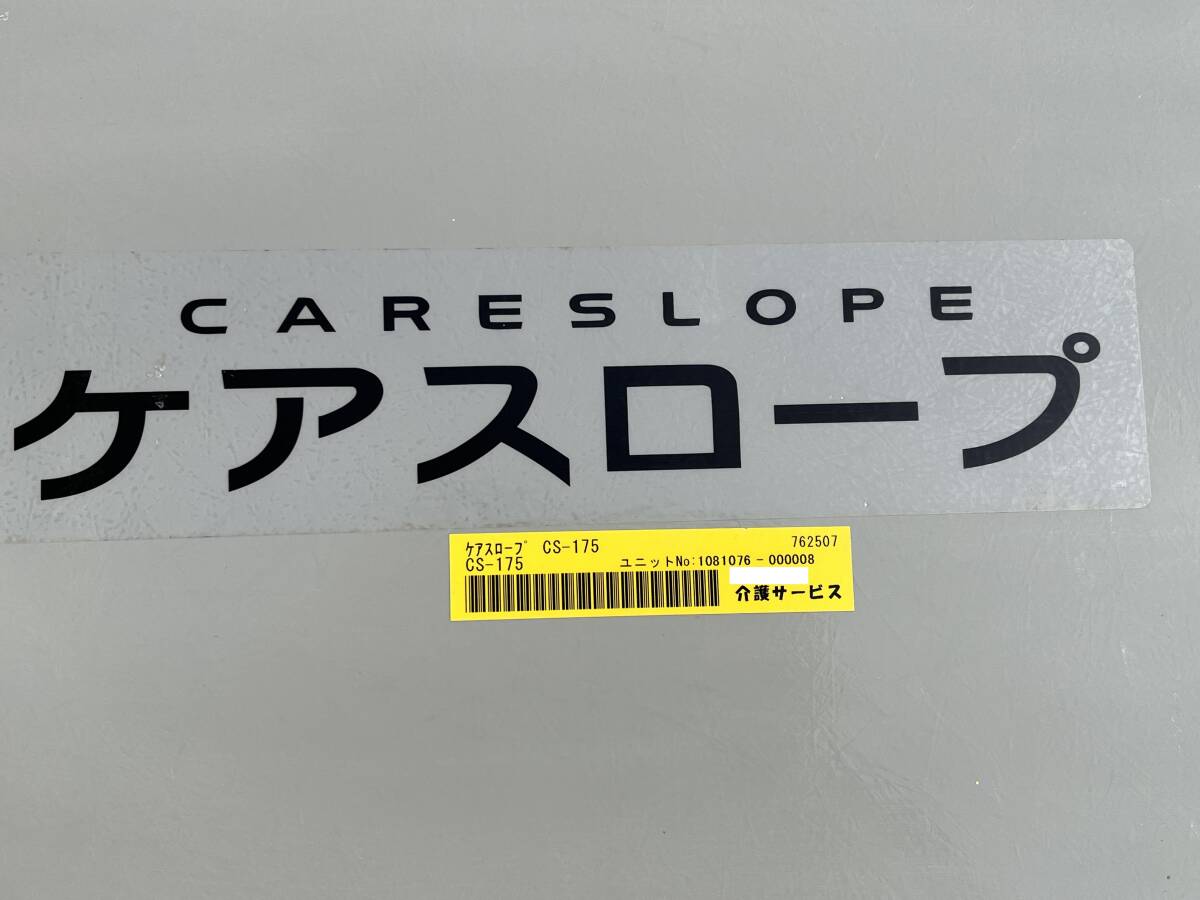 CARESLOPE
ケアスロープ
ｹｱｽﾛｰﾌﾟ CS-175 762507
CS-175 ユニットNo:1081076-000008
介護サービス